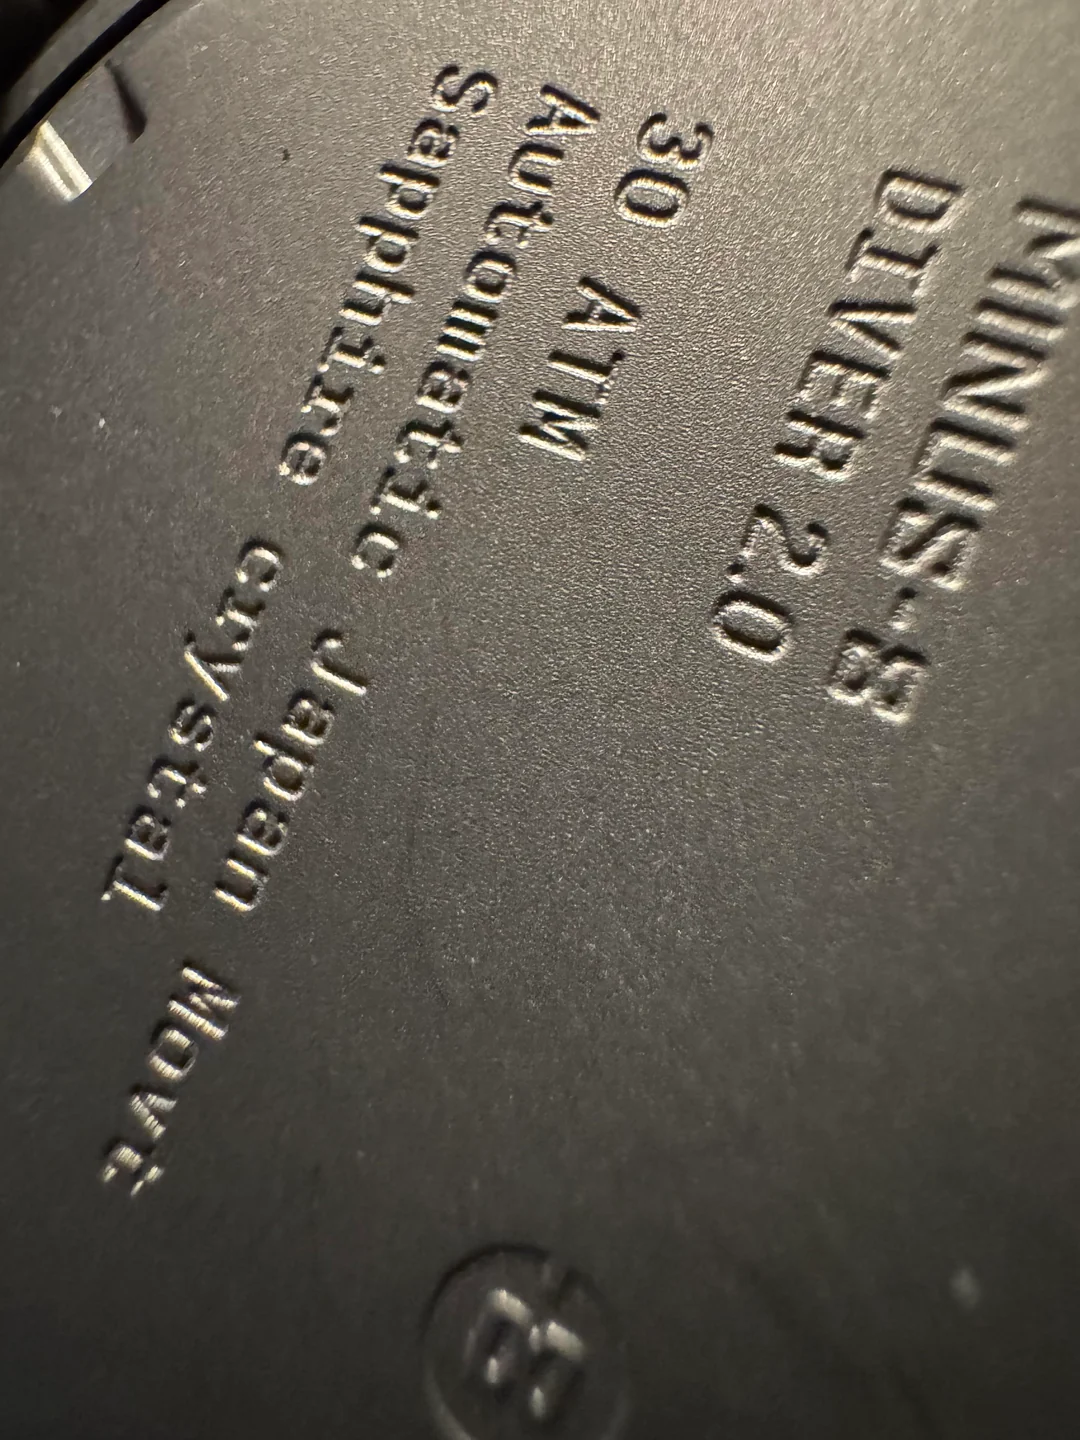 MINUS-8
DIVER 2.0
30 ATM
Automatic Japan Movt
Sapphire crystal